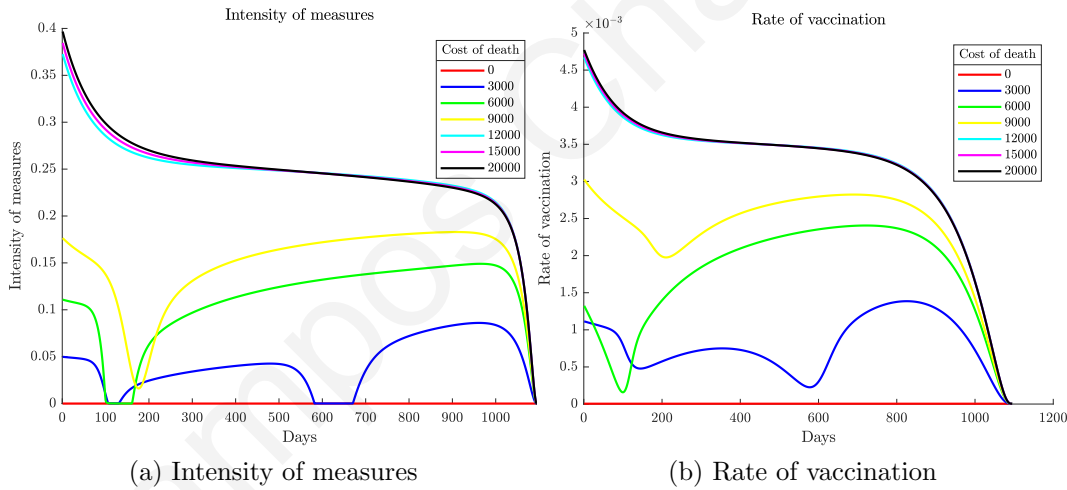 Intensity of measures
0.4
0.35
0.3
0.25
0.2
0.15
0.1
0.05
0
Intensity of measures
0 100 200 300 400 500 600 700 800 900 1000
Days
Cost of death
0
3000
6000
9000
12000
15000
20000
(a) Intensity of measures
Rate of vaccination
×10⁻³
5
4.5
4
3.5
3
2.5
2
1.5
1
0.5
0
Rate of vaccination
0 200 400 600 800 1000 1200
Days
Cost of death
0
3000
6000
9000
12000
15000
20000
(b) Rate of vaccination